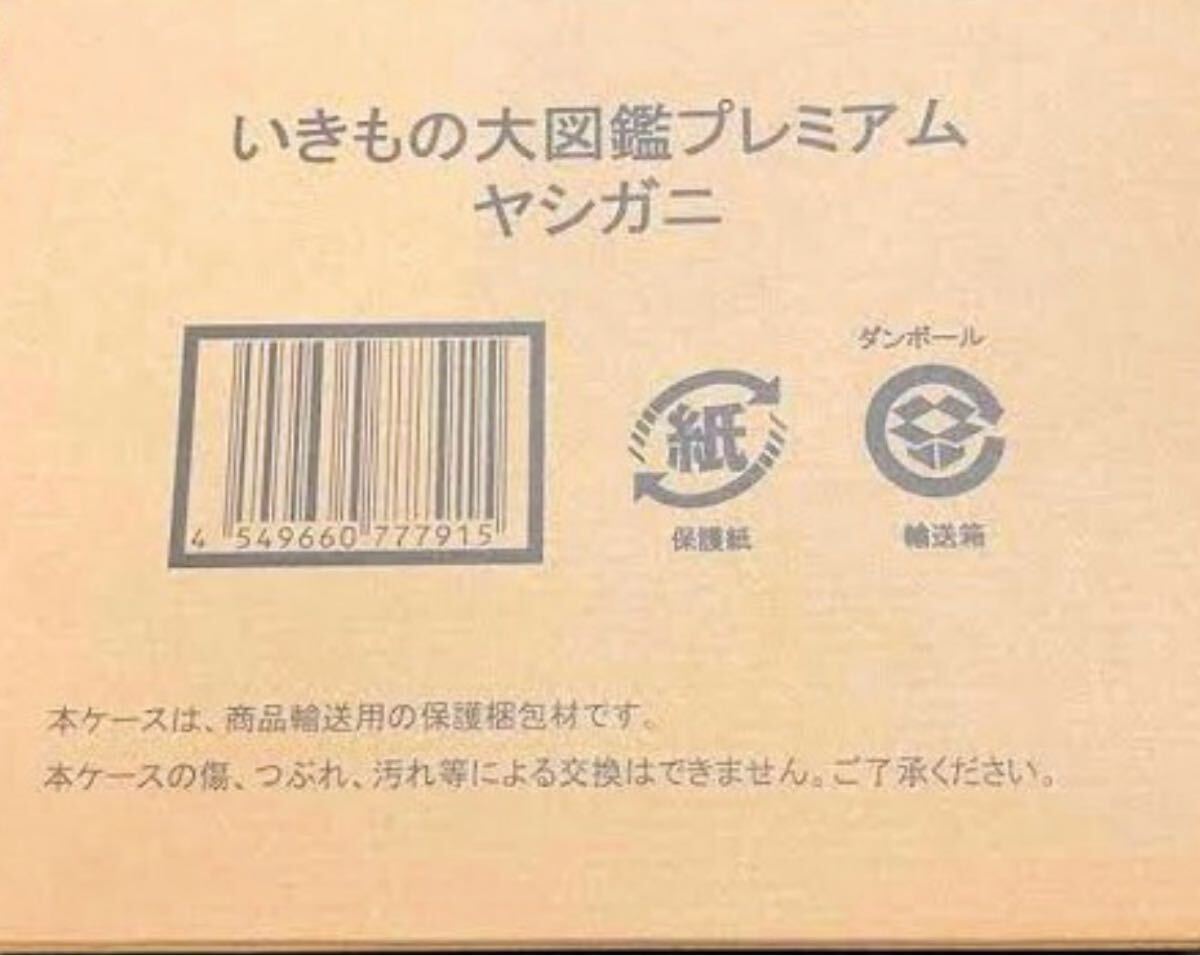 いきもの大図鑑プレミアム
ヤシガニ
4 549660 777915
紙
保護紙
ダンボール
輸送箱
本ケースは、商品輸送用の保護梱包材です。
本ケースの傷、つぶれ、汚れ等による交換はできません。ご了承ください。